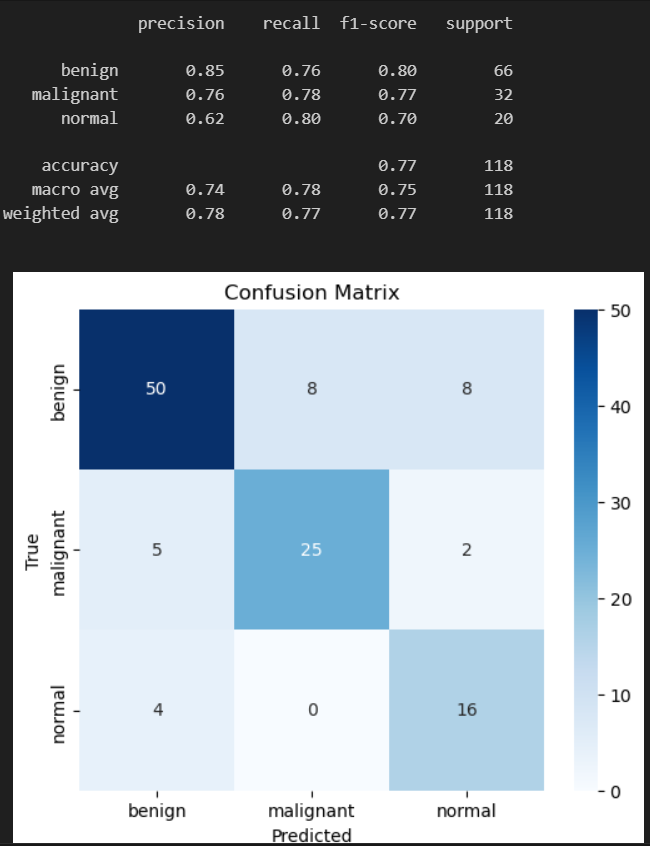 precision recall f1-score support
benign 0.85 0.76 0.80 66
malignant 0.76 0.78 0.77 32
normal 0.62 0.80 0.70 20
accuracy 0.77 118
macro avg 0.74 0.78 0.75 118
weighted avg 0.78 0.77 0.77 118
Confusion Matrix
50
benign 50 8 8
40
30
True
malignant 5 25 2
20
10
normal 4 0 16
0
benign malignant normal
Predicted